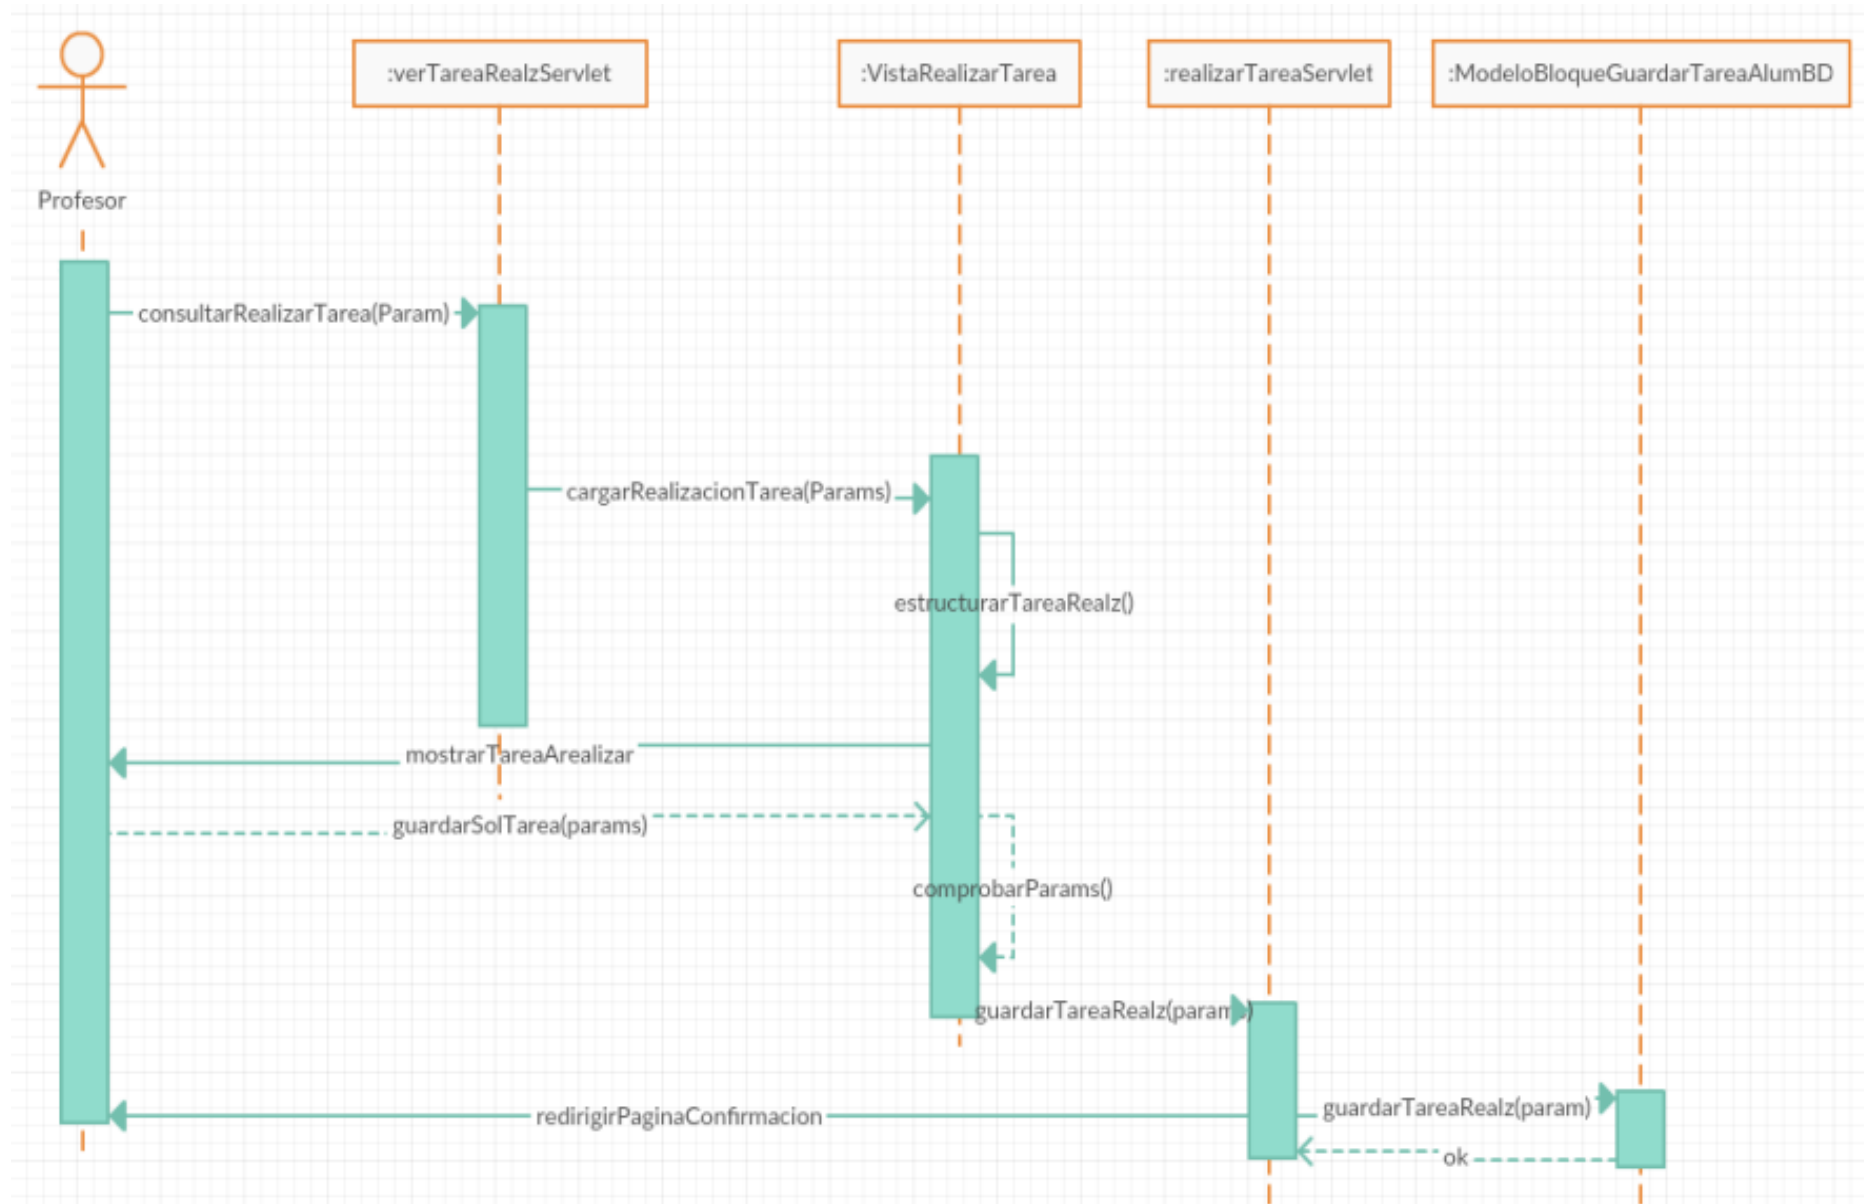 :verTareaRealzServlet
:VistaRealizarTarea
:realizarTareaServlet
:ModeloBloqueGuardarTareaAlumBD
Profesor
consultarRealizarTarea(Param)
cargarRealizacionTarea(Params)
estructurarTareaRealz()
mostrarTareaArealizar
guardarSolTarea(params)
comprobarParams()
guardarTareaRealz(params)
guardarTareaRealz(param)
redirigirPaginaConfirmacion
ok